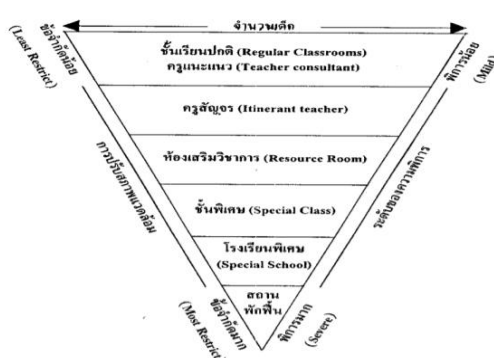 จำนวนเด็ก
ข้อจำกัดน้อย
(Least Restrict)
พิการน้อย
(Mild)
ชั้นเรียนปกติ (Regular Classrooms)
ครูแนะแนว (Teacher consultant)
ครูสัญจร (Itinerant teacher)
ห้องเสริมวิชาการ (Resource Room)
ชั้นพิเศษ (Special Class)
โรงเรียนพิเศษ
(Special School)
สถาน
พักฟื้น
การปรับสภาพแวดล้อม
ระดับของความพิการ
ข้อจำกัดมาก
(Most Restrict)
พิการมาก
(Severe)